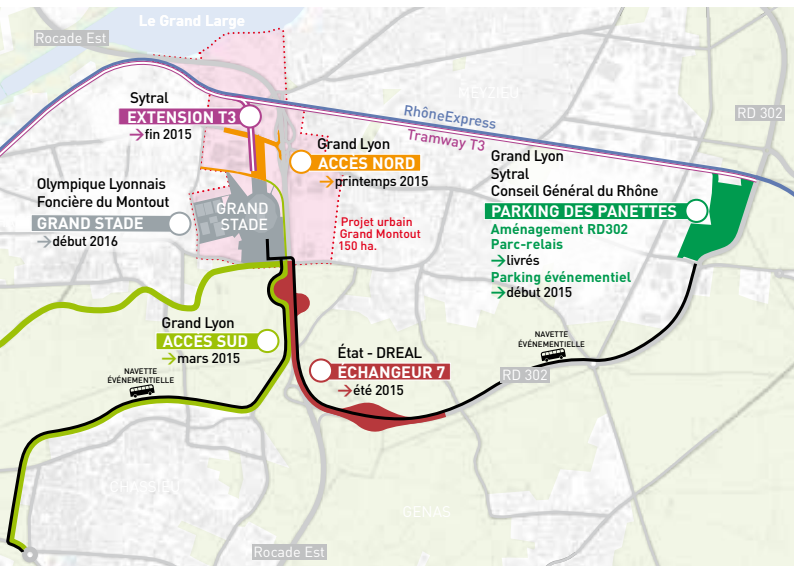 Le Grand Large
Rocade Est
Sytral
EXTENSION T3
→fin 2015
RhôneExpress
Tramway T3
RD 302
Grand Lyon
ACCÈS NORD
→printemps 2015
Grand Lyon
Sytral
Conseil Général du Rhône
PARKING DES PANETTES
Aménagement RD302
Parc-relais
→livrés
Parking événementiel
→début 2015
Olympique Lyonnais
Foncière du Montout
GRAND STADE
→début 2016
GRAND
STADE
Projet urbain
Grand Montout
150 ha.
Grand Lyon
ACCÈS SUD
→mars 2015
NAVETTE
ÉVÉNEMENTIELLE
État - DREAL
ÉCHANGEUR 7
→été 2015
NAVETTE
ÉVÉNEMENTIELLE
RD 302
CHASSIEU
GENAS
Rocade Est